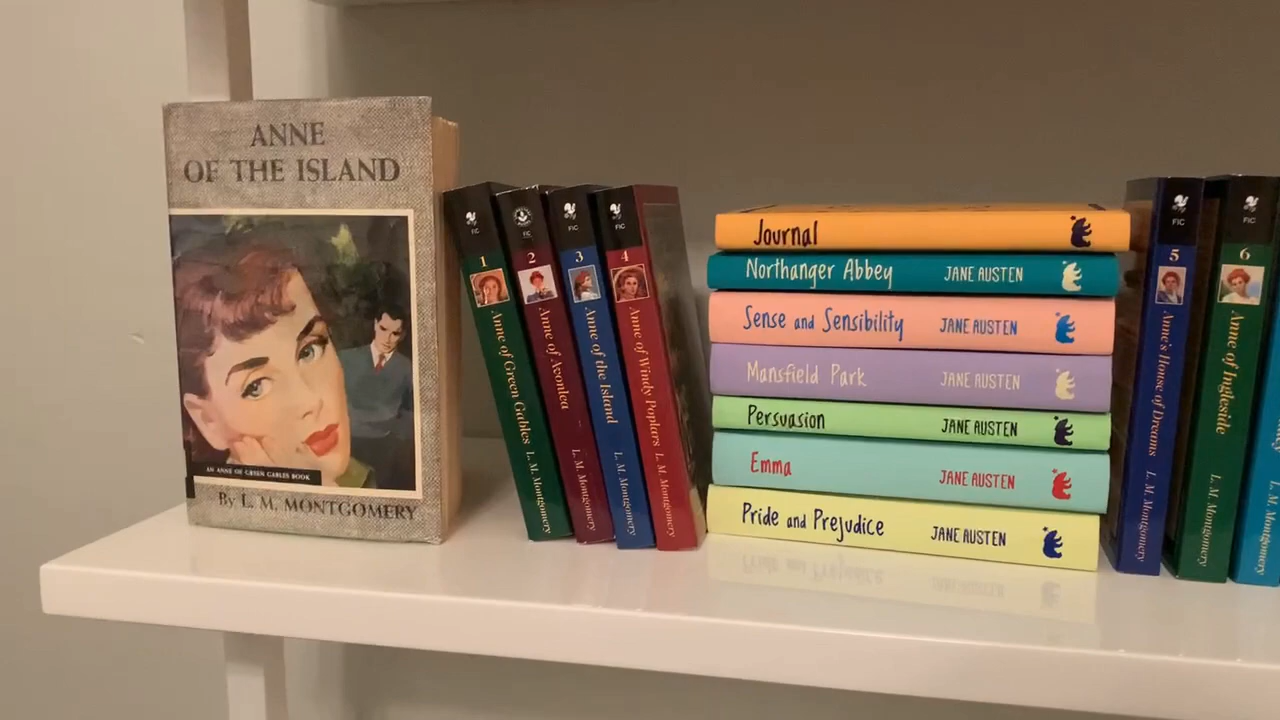 ANNE
OF THE ISLAND
AN ANNE OF GREEN GABLES BOOK
By L. M. MONTGOMERY
FIC
1
Anne of Green Gables L. M. Montgomery
FIC
2
Anne of Avonlea L. M. Montgomery
FIC
3
Anne of the Island L. M. Montgomery
FIC
4
Anne of Windy Poplars L. M. Montgomery
Journal
Northanger Abbey JANE AUSTEN
Sense and Sensibility JANE AUSTEN
Mansfield Park JANE AUSTEN
Persuasion JANE AUSTEN
Emma JANE AUSTEN
Pride and Prejudice JANE AUSTEN
FIC
5
Anne's House of Dreams L. M. Montgomery
FIC
6
Anne of Ingleside L. M. Montgomery
L. M. Montgomery